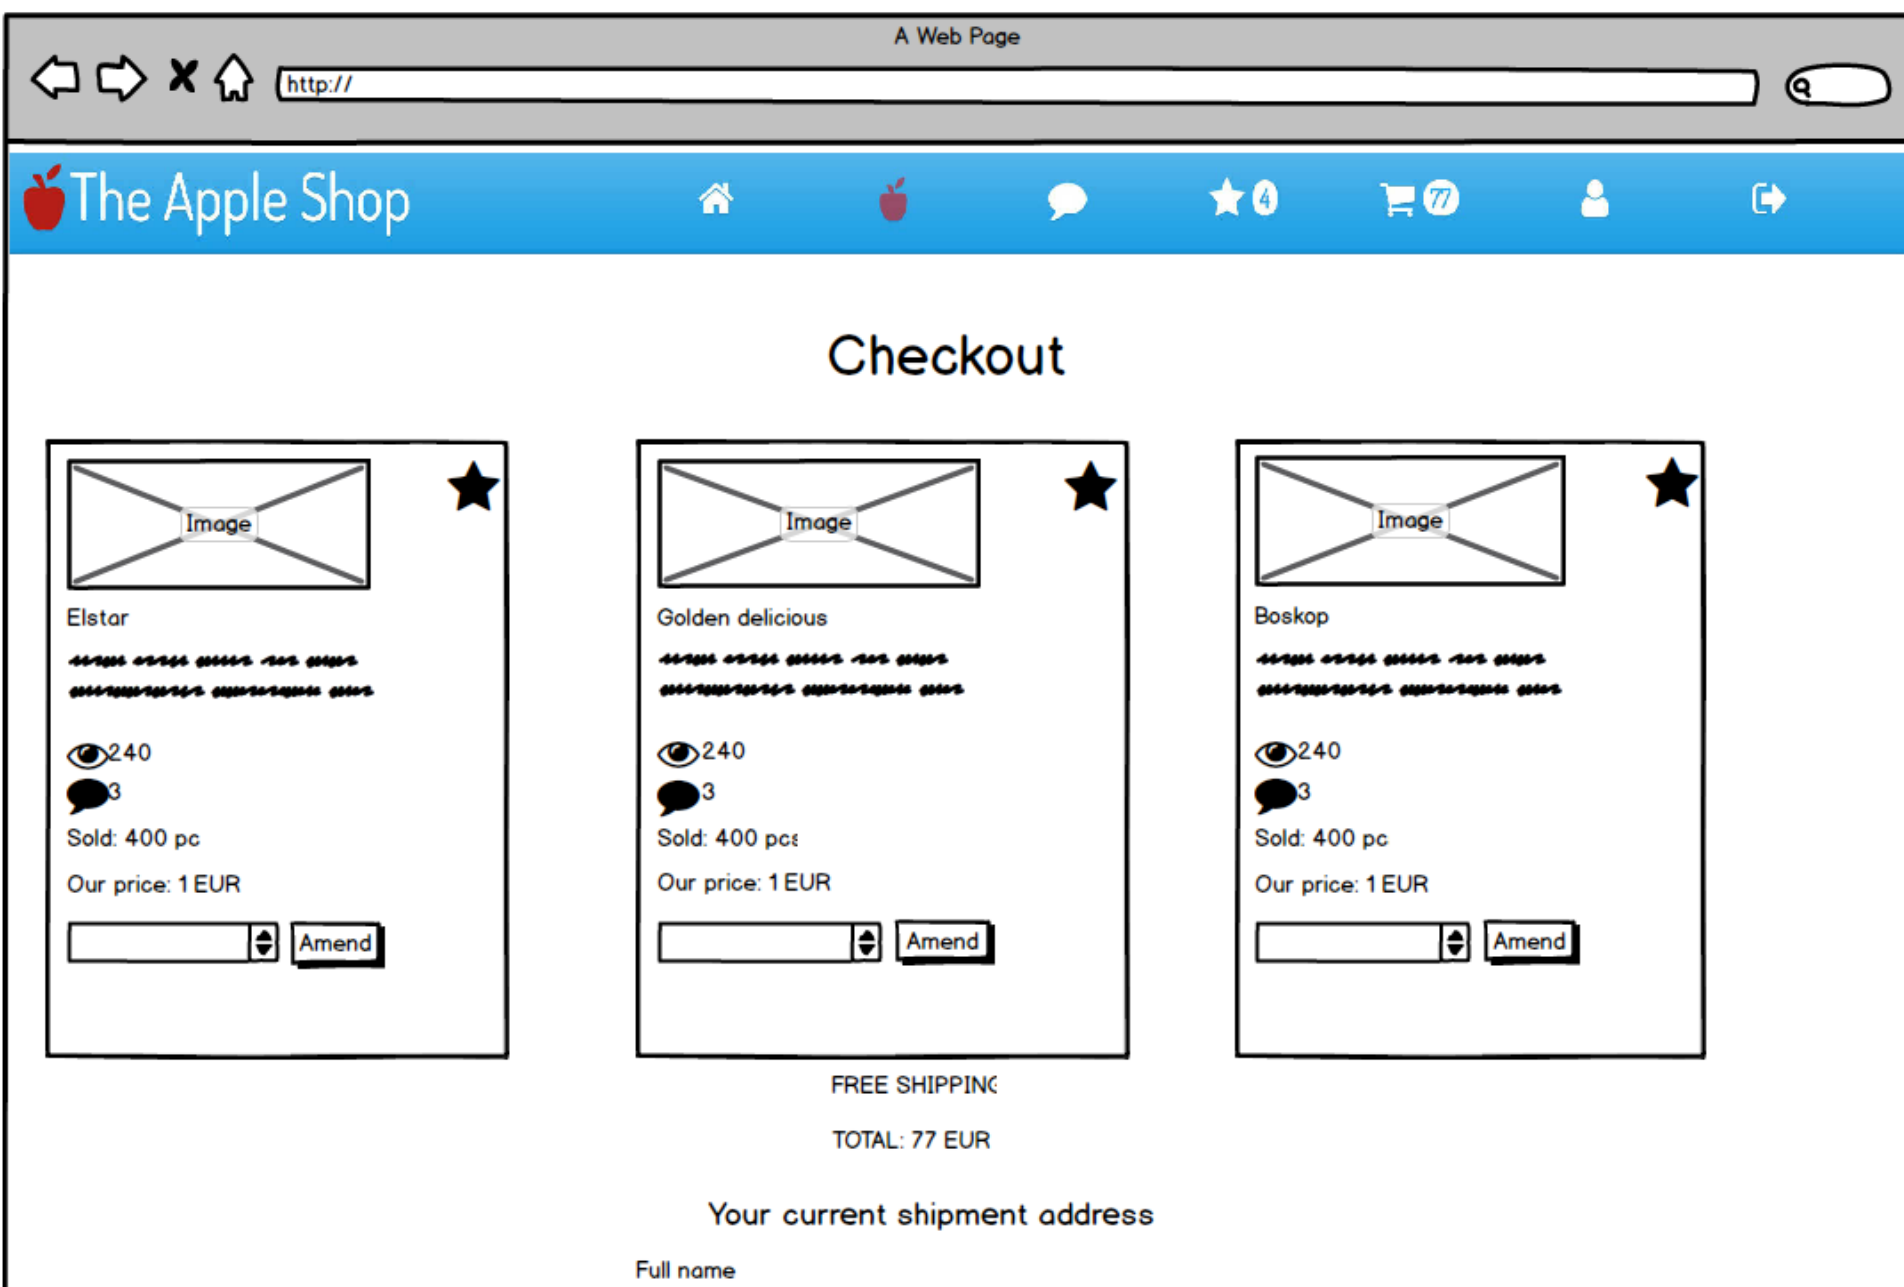 A Web Page
http://
The Apple Shop
4
77
Checkout
Image
Image
Image
Elstar
Golden delicious
Boskop
240
240
240
3
3
3
Sold: 400 pc
Sold: 400 pcs
Sold: 400 pc
Our price: 1 EUR
Our price: 1 EUR
Our price: 1 EUR
Amend
Amend
Amend
FREE SHIPPING
TOTAL: 77 EUR
Your current shipment address
Full name